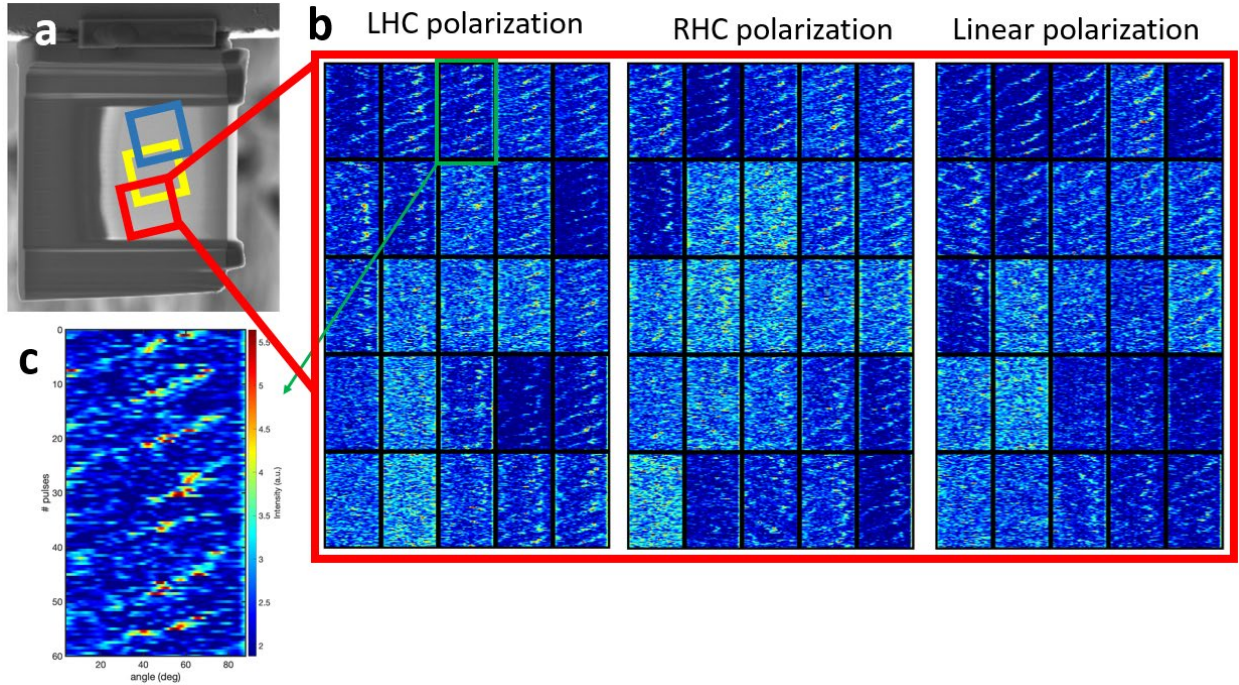 a
b
LHC polarization
RHC polarization
Linear polarization
c
0
10
20
30
40
50
60
# pulses
20
40
60
80
angle (deg)
5.5
5
4.5
4
3.5
3
2.5
2
Intensity (a.u.)